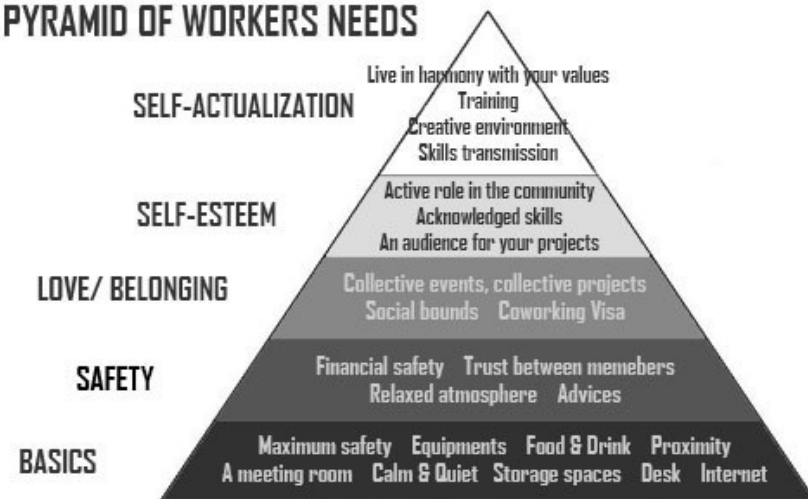 PYRAMID OF WORKERS NEEDS
SELF-ACTUALIZATION
Live in harmony with your values
Training
Creative environment
Skills transmission
SELF-ESTEEM
Active role in the community
Acknowledged skills
An audience for your projects
LOVE/ BELONGING
Collective events, collective projects
Social bounds Coworking Visa
SAFETY
Financial safety Trust between memebers
Relaxed atmosphere Advices
BASICS
Maximum safety Equipments Food & Drink Proximity
A meeting room Calm & Quiet Storage spaces Desk Internet